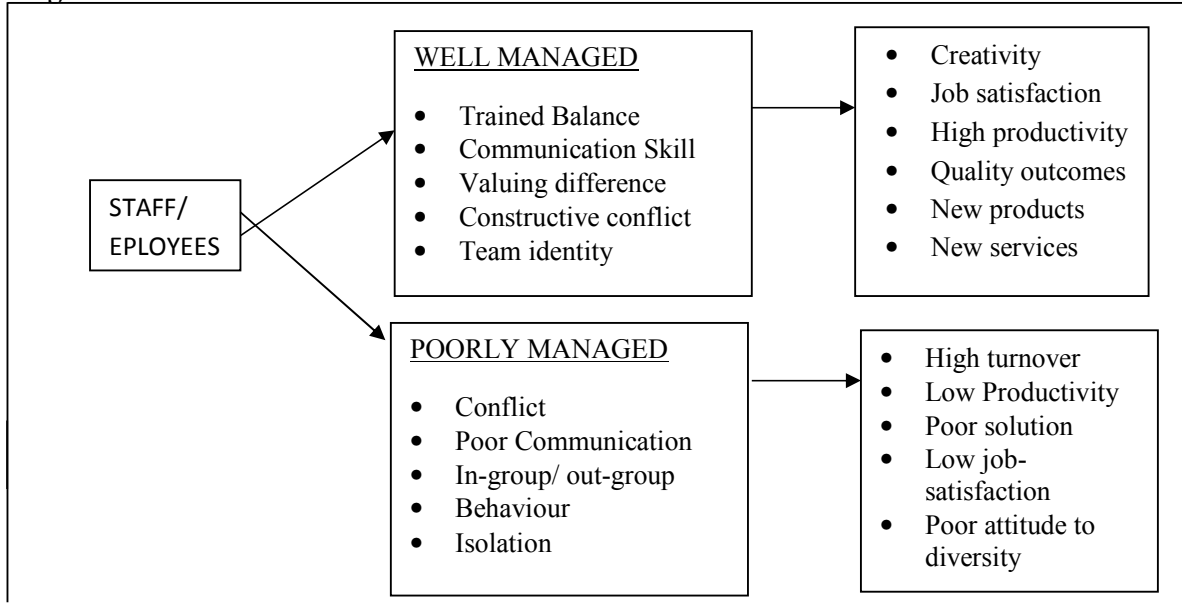 STAFF/
EPLOYEES
WELL MANAGED
• Trained Balance
• Communication Skill
• Valuing difference
• Constructive conflict
• Team identity
• Creativity
• Job satisfaction
• High productivity
• Quality outcomes
• New products
• New services
POORLY MANAGED
• Conflict
• Poor Communication
• In-group/ out-group
• Behaviour
• Isolation
• High turnover
• Low Productivity
• Poor solution
• Low job-
satisfaction
• Poor attitude to
diversity